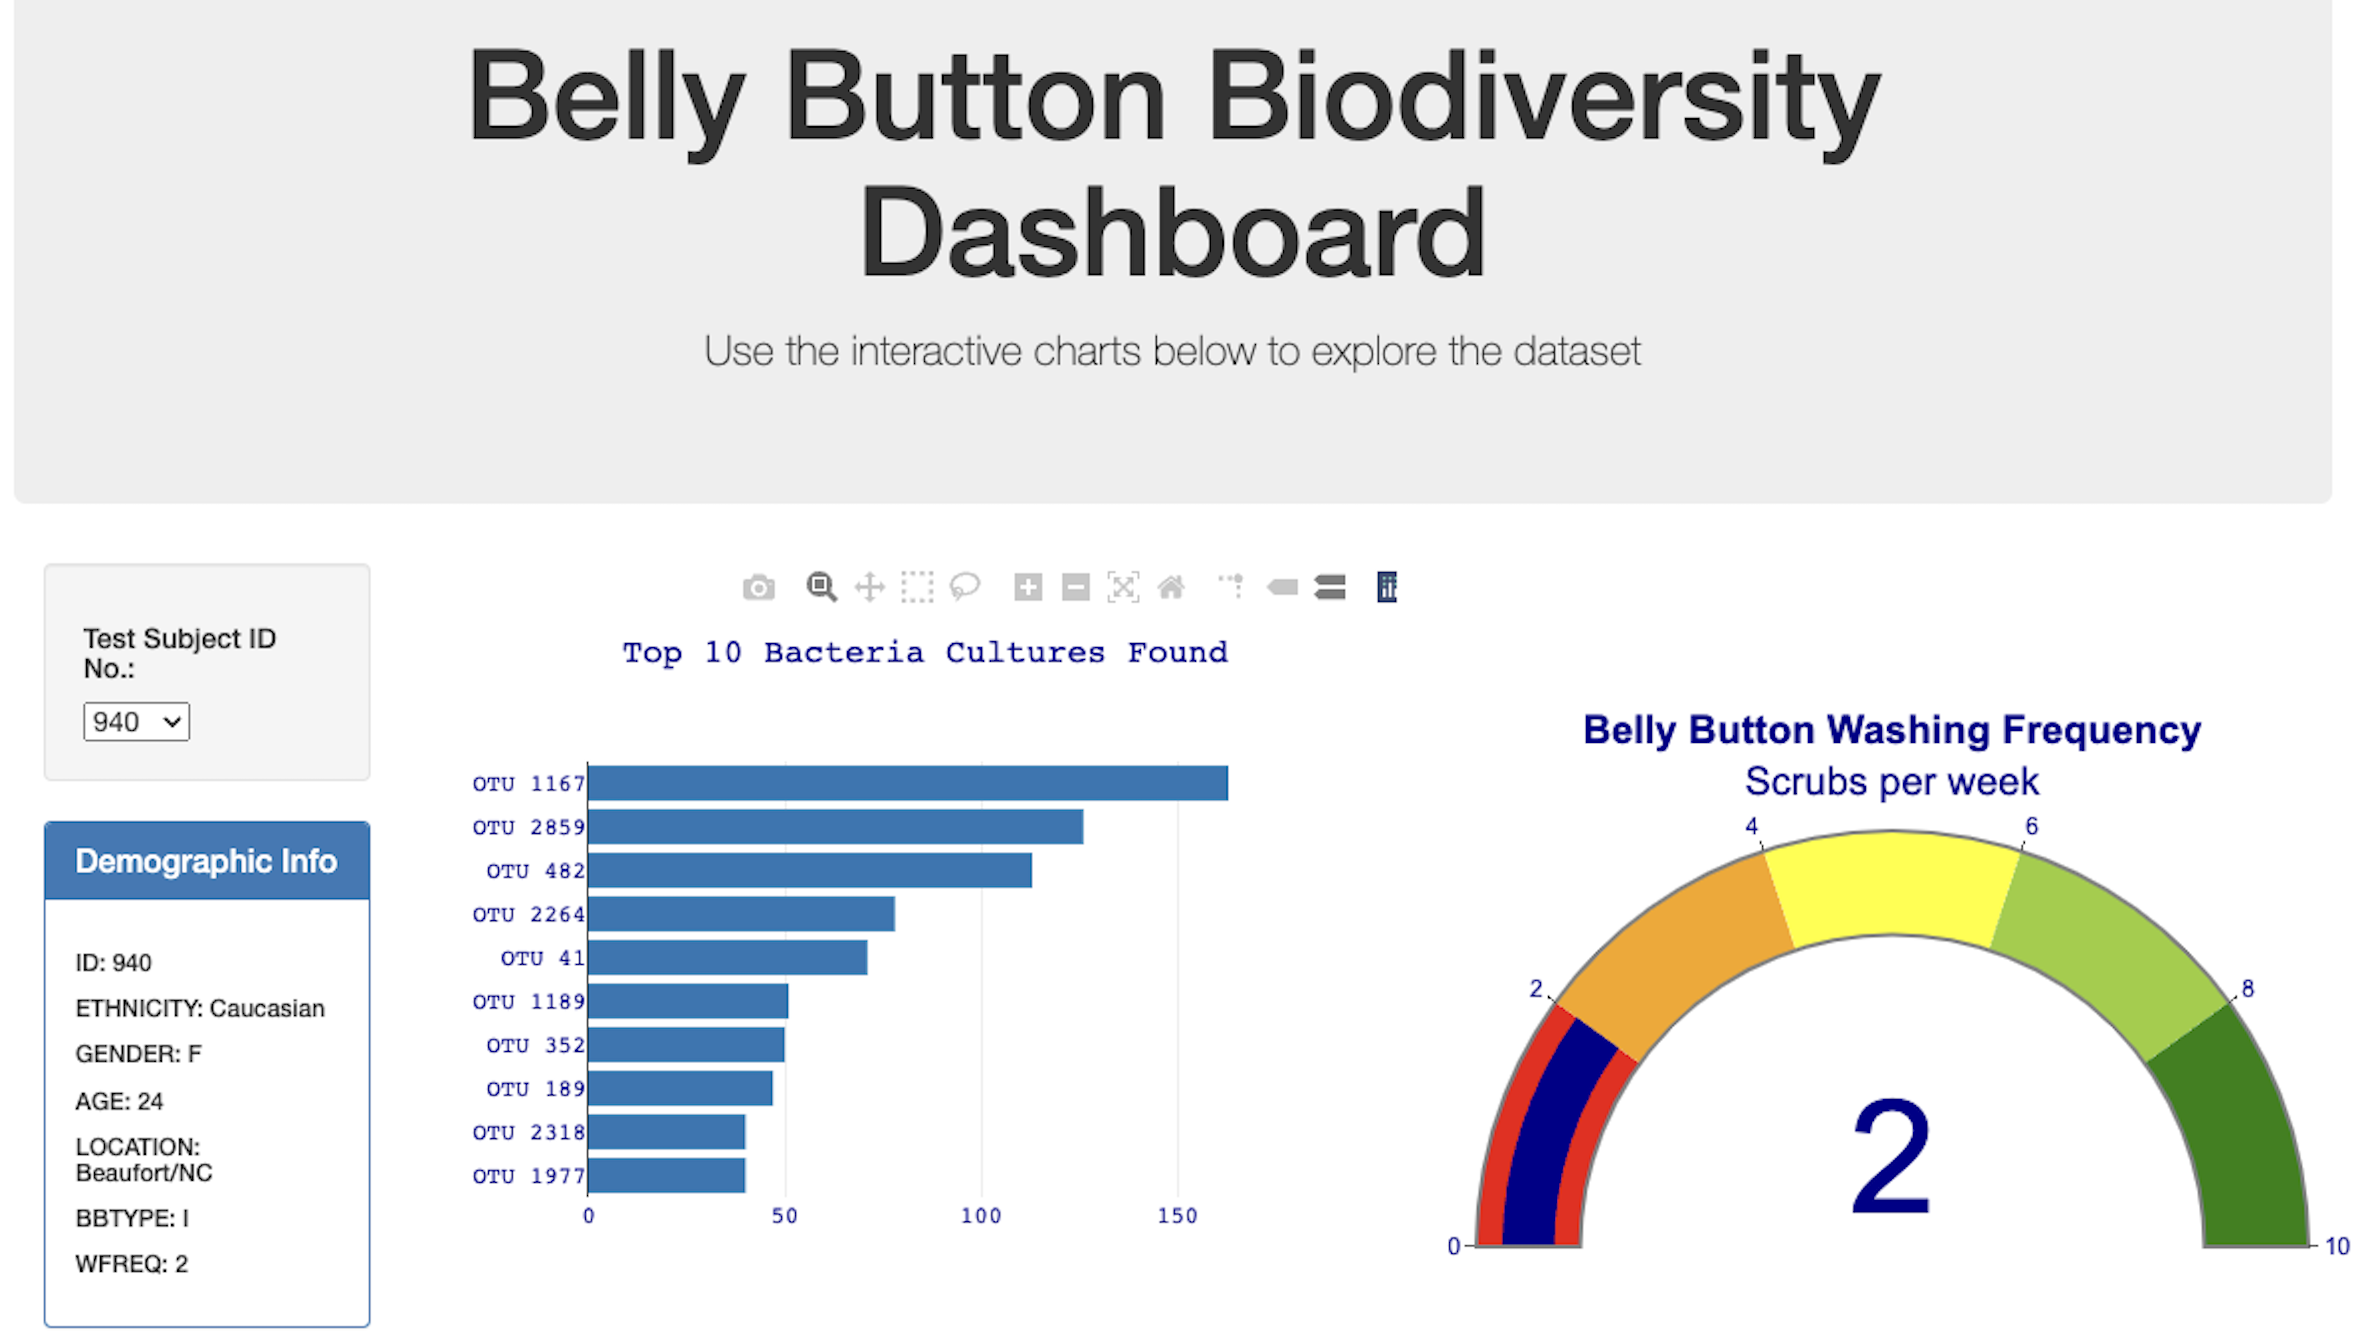 Belly Button Biodiversity
Dashboard
Use the interactive charts below to explore the dataset
Test Subject ID
No.:
940
Demographic Info
ID: 940
ETHNICITY: Caucasian
GENDER: F
AGE: 24
LOCATION:
Beaufort/NC
BBTYPE: I
WFREQ: 2
Top 10 Bacteria Cultures Found
OTU 1167
OTU 2859
OTU 482
OTU 2264
OTU 41
OTU 1189
OTU 352
OTU 189
OTU 2318
OTU 1977
0 50 100 150
Belly Button Washing Frequency
Scrubs per week
0
2
4
6
8
10
2